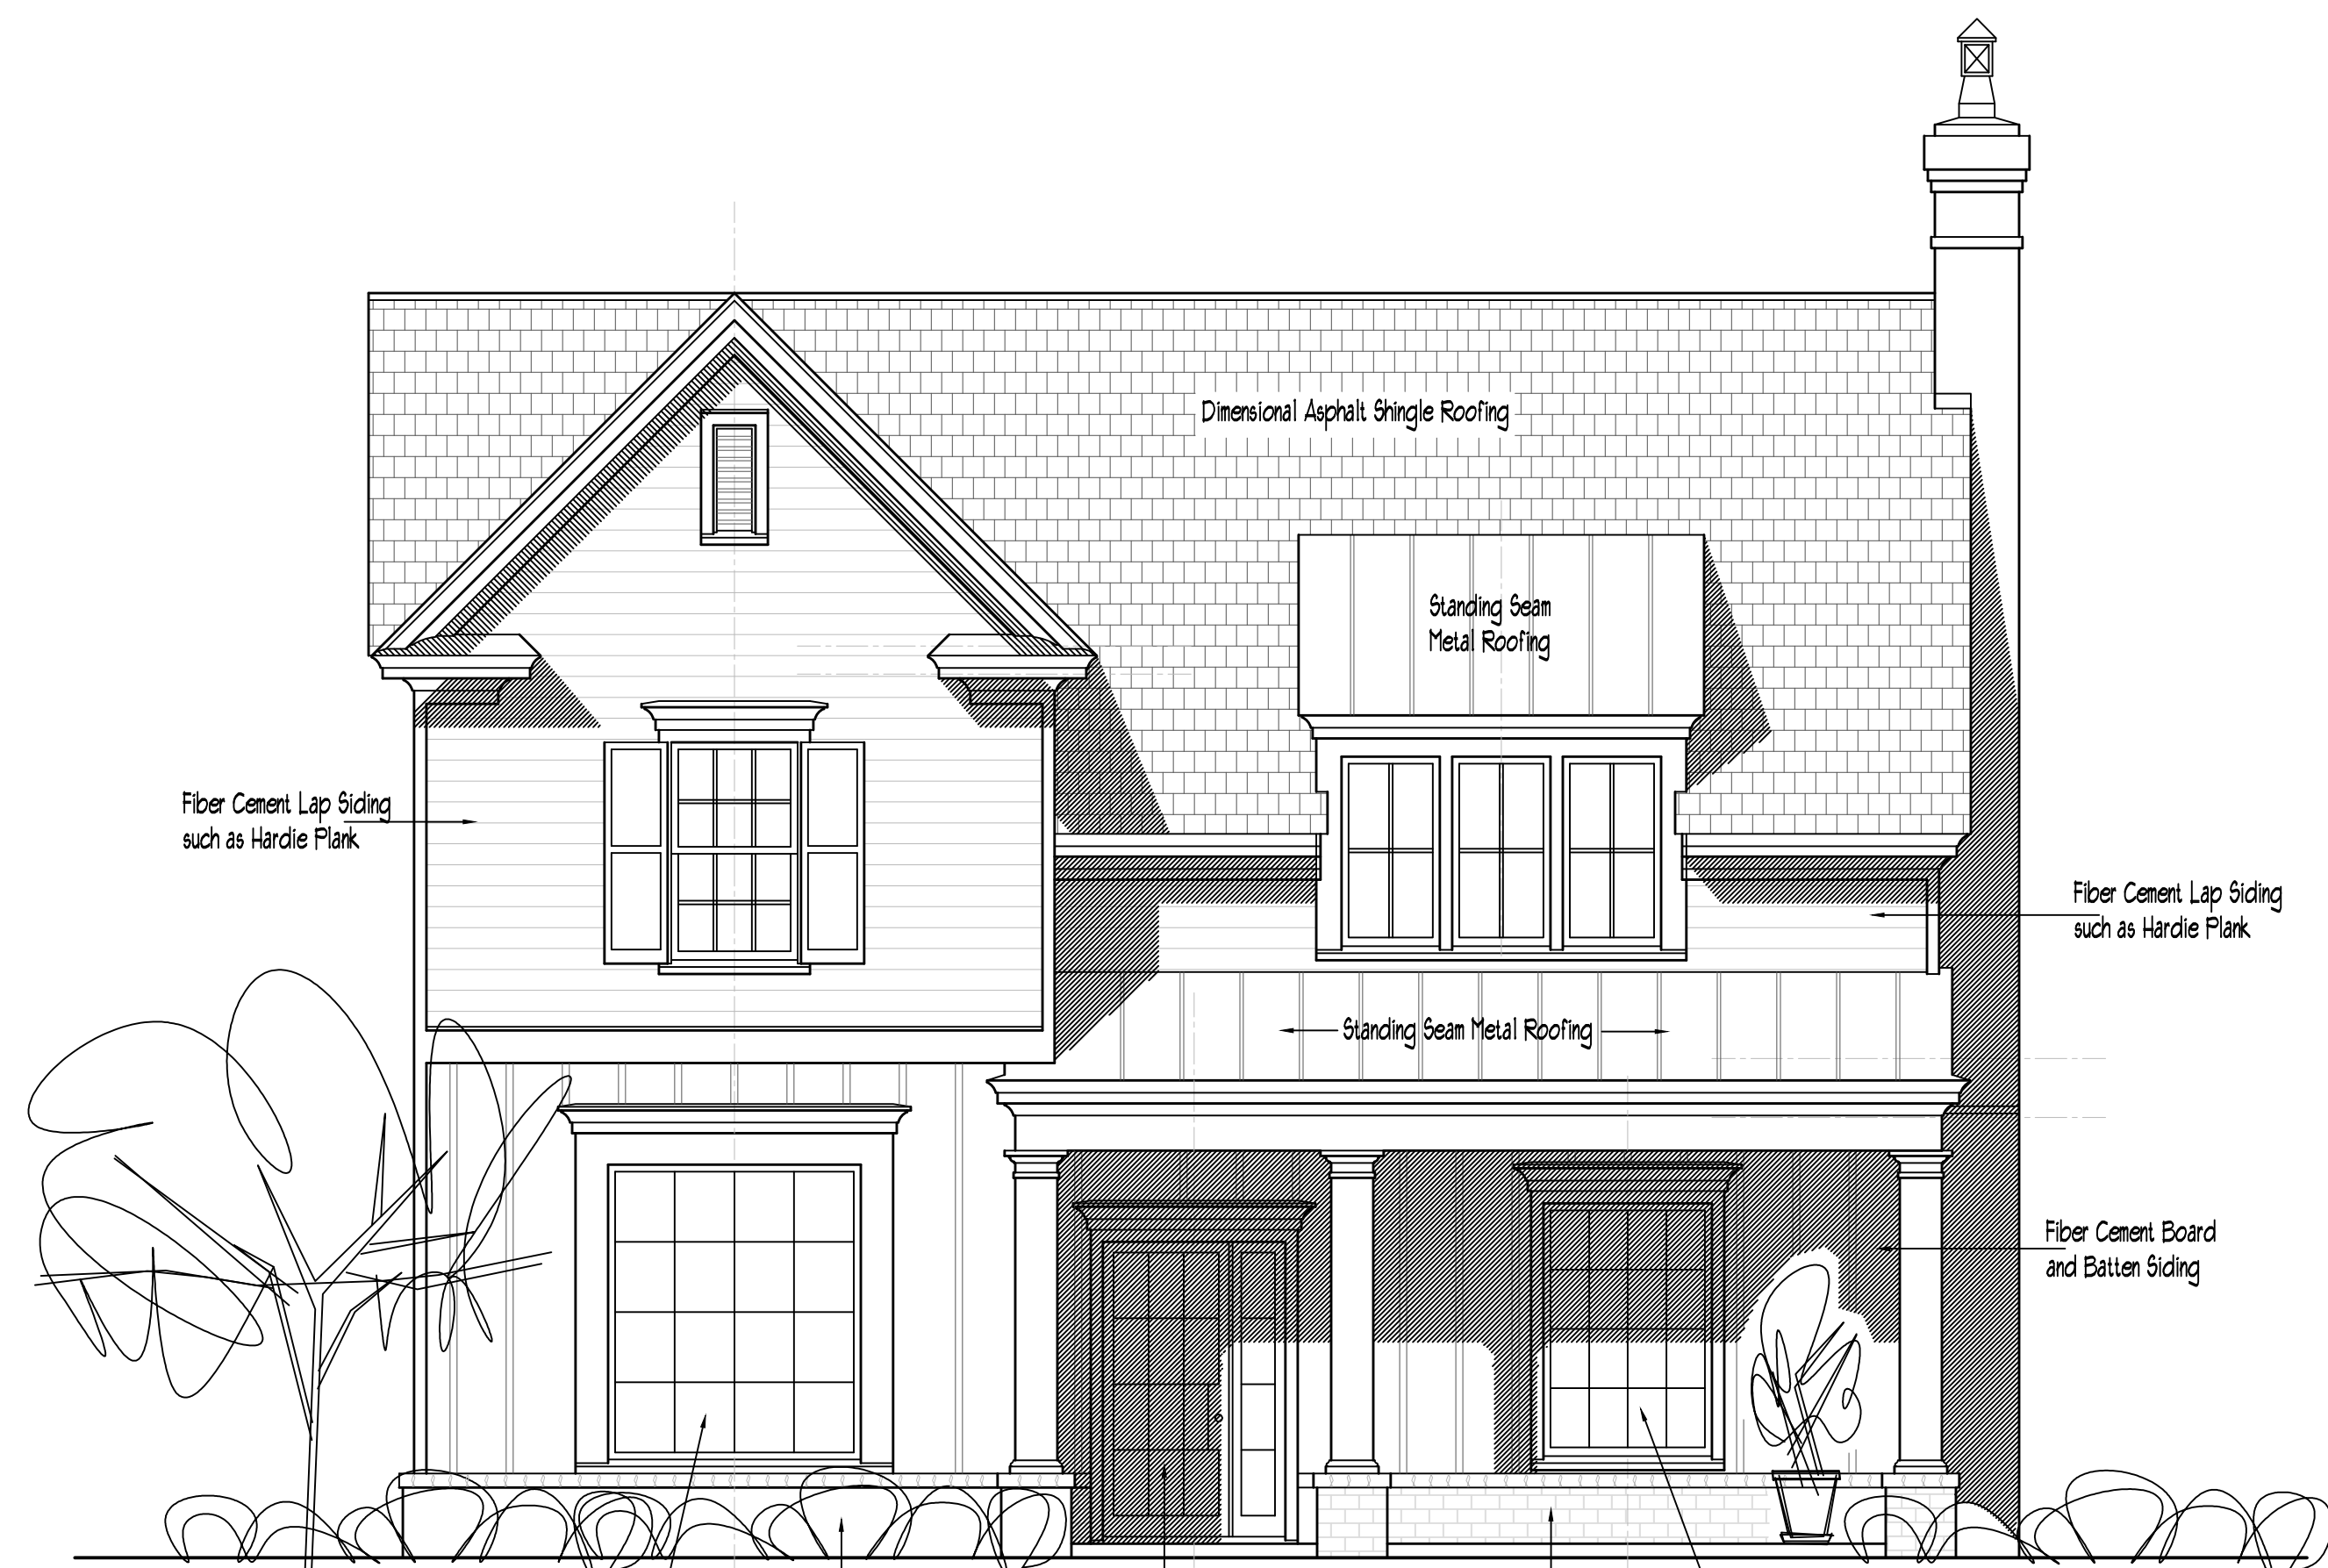 Dimensional Asphalt Shingle Roofing
Standing Seam
Metal Roofing
Fiber Cement Lap Siding
such as Hardie Plank
Fiber Cement Lap Siding
such as Hardie Plank
Standing Seam Metal Roofing
Fiber Cement Board
and Batten Siding